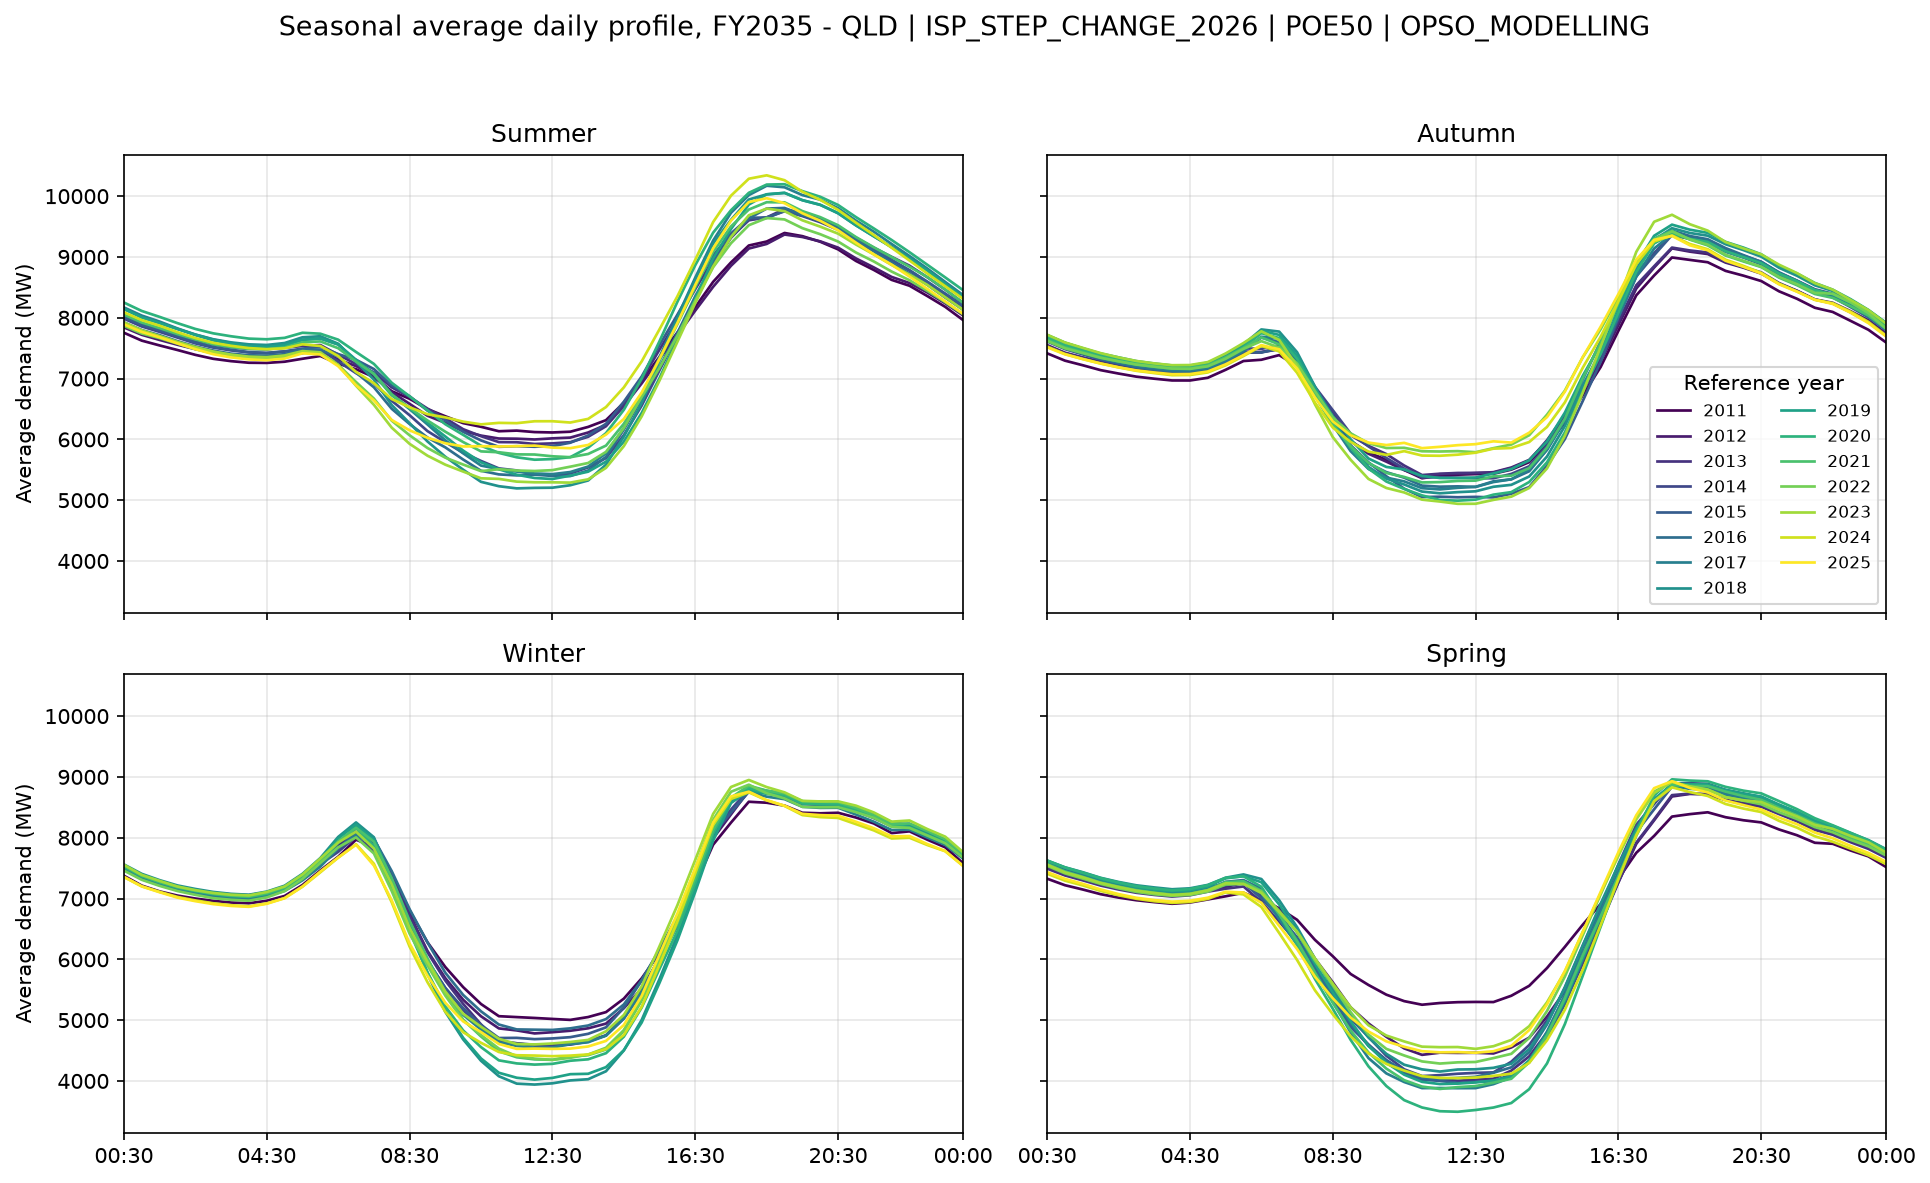 Seasonal average daily profile, FY2035 - QLD | ISP_STEP_CHANGE_2026 | POE50 | OPSO_MODELLING
Summer
Average demand (MW)
10000
9000
8000
7000
6000
5000
4000
Autumn
Reference year
2011
2012
2013
2014
2015
2016
2017
2018
2019
2020
2021
2022
2023
2024
2025
Winter
Average demand (MW)
10000
9000
8000
7000
6000
5000
4000
00:30 04:30 08:30 12:30 16:30 20:30 00:00
Spring
00:30 04:30 08:30 12:30 16:30 20:30 00:00